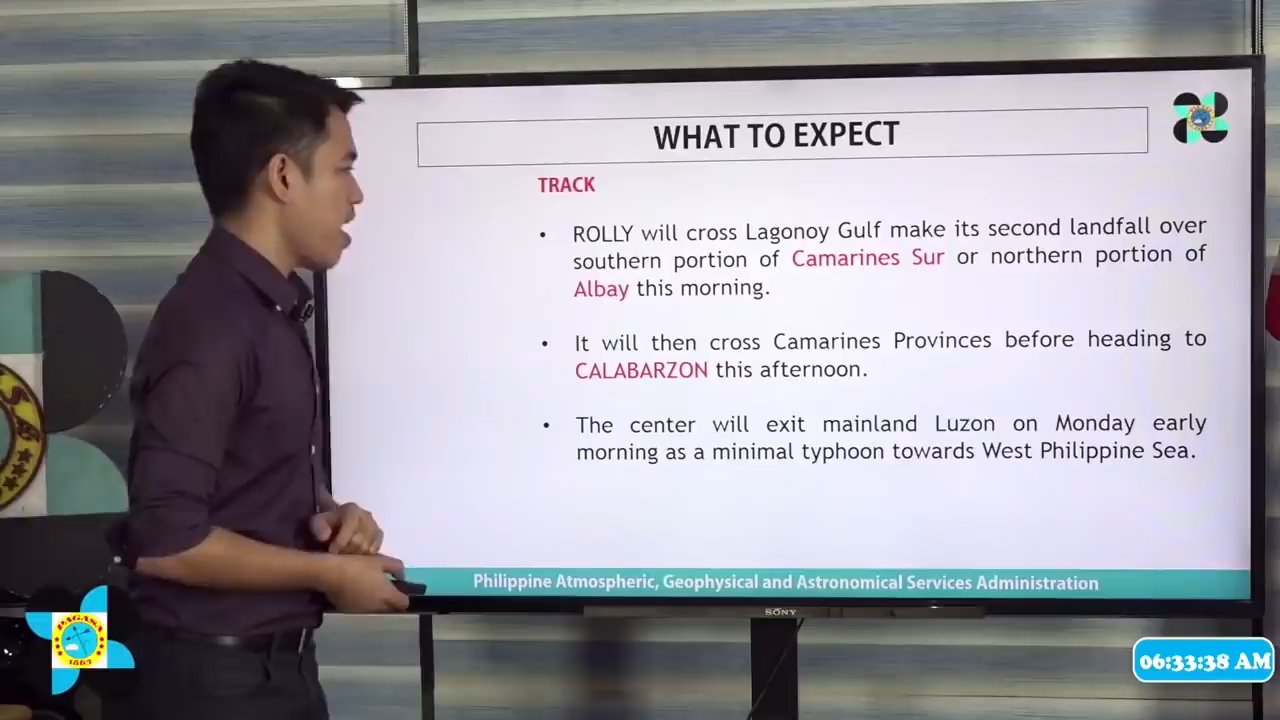 WHAT TO EXPECT
TRACK
• ROLLY will cross Lagonoy Gulf make its second landfall over
southern portion of Camarines Sur or northern portion of
Albay this morning.
• It will then cross Camarines Provinces before heading to
CALABARZON this afternoon.
• The center will exit mainland Luzon on Monday early
morning as a minimal typhoon towards West Philippine Sea.
Philippine Atmospheric, Geophysical and Astronomical Services Administration
SONY
PAGASA
1865
06:33:38 AM